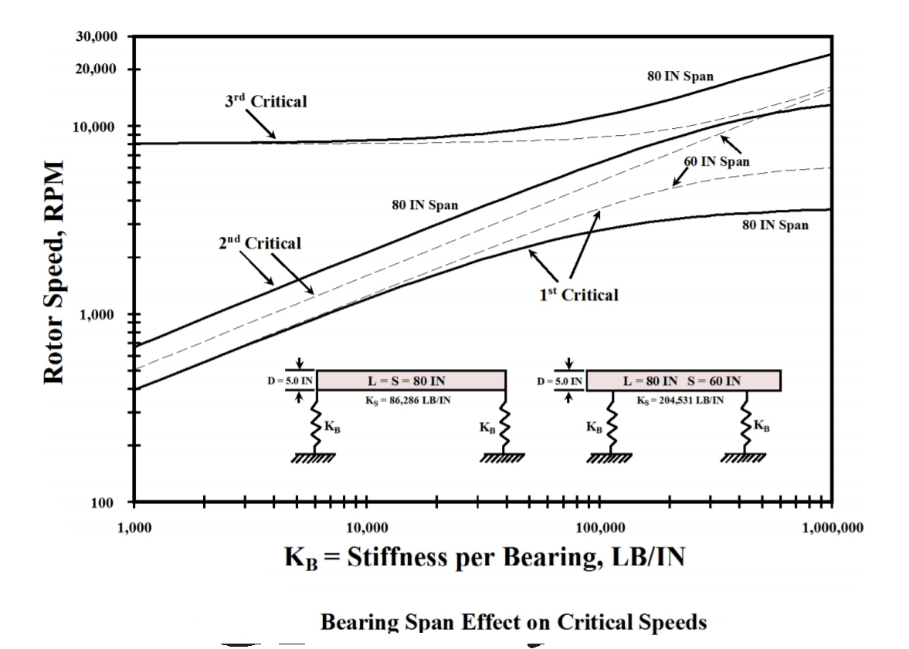 30,000
20,000
80 IN Span
3rd Critical
10,000
60 IN Span
80 IN Span
80 IN Span
2nd Critical
1st Critical
1,000
Rotor Speed, RPM
D = 5.0 IN
L = S = 80 IN
D = 5.0 IN
L = 80 IN S = 60 IN
KS = 86,286 LB/IN
KS = 204,531 LB/IN
KB
KB
KB
KB
100
1,000
10,000
100,000
1,000,000
KB = Stiffness per Bearing, LB/IN
Bearing Span Effect on Critical Speeds